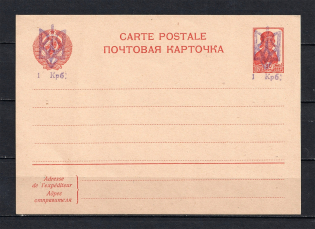 CARTE POSTALE
ПОЧТОВАЯ КАРТОЧКА
1 Крб. 1 Крб.
Adresse
de l'expéditeur
Адрес
отправителя